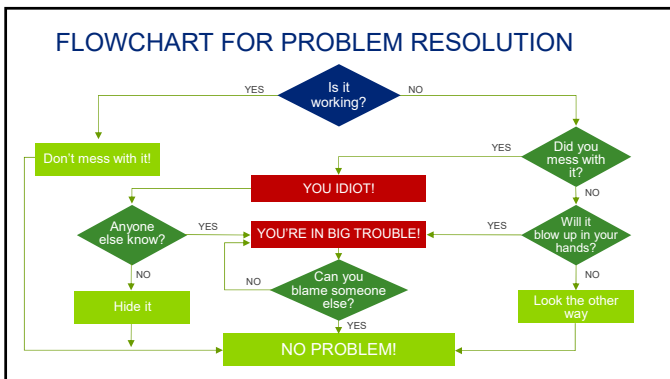 FLOWCHART FOR PROBLEM RESOLUTION
Is it
working?
YES
NO
Don't mess with it!
YES
Did you
mess with
it?
YOU IDIOT!
NO
Anyone
else know?
YES
YOU'RE IN BIG TROUBLE!
YES
Will it
blow up in your
hands?
NO
NO
Can you
blame someone
else?
NO
Hide it
Look the other
way
YES
NO PROBLEM!